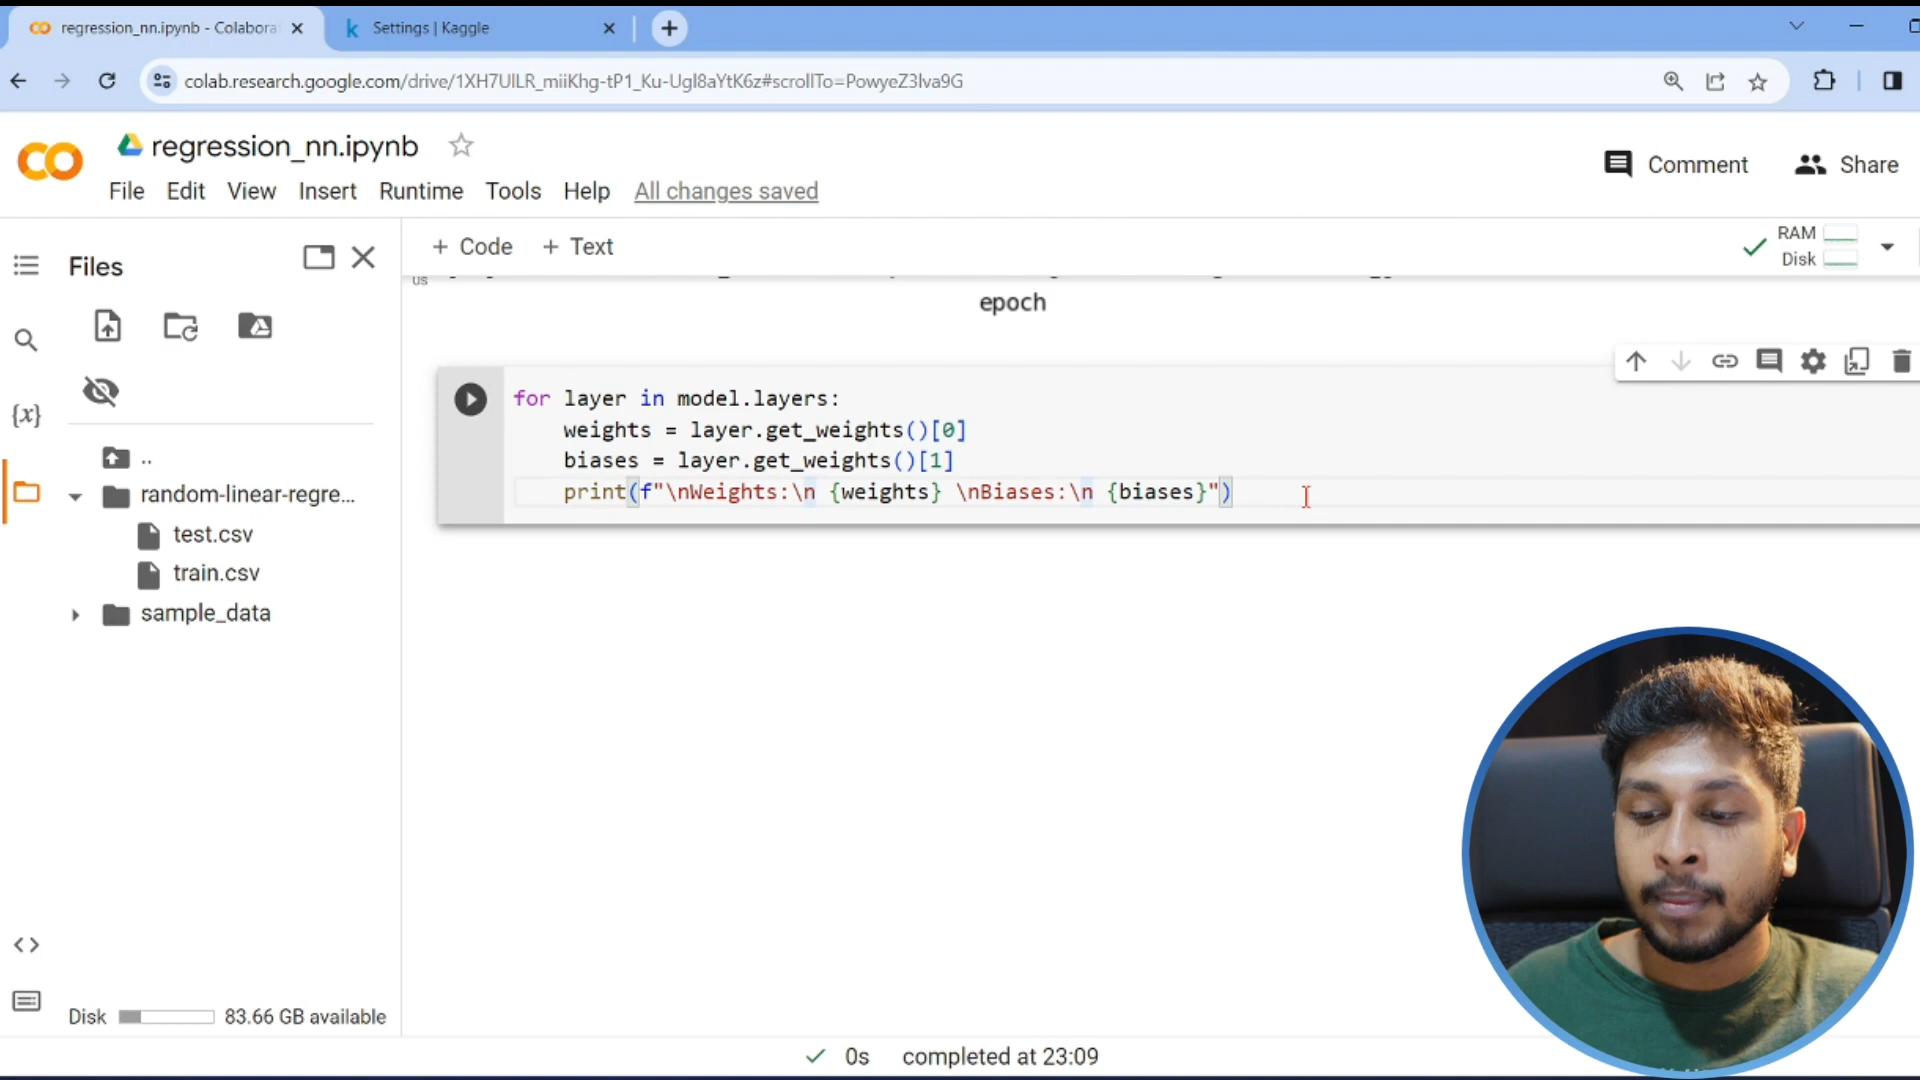 regression_nn.ipynb - Colabora
Settings | Kaggle
colab.research.google.com/drive/1XH7UlLR_miiKhg-tP1_Ku-Ugl8aYtK6z#scrollTo=PowyeZ3lva9G
regression_nn.ipynb
File Edit View Insert Runtime Tools Help All changes saved
Comment
Share
Files
+ Code + Text
RAM
Disk
epoch
for layer in model.layers:
weights = layer.get_weights()[0]
biases = layer.get_weights()[1]
print(f"\nWeights:\n {weights} \nBiases:\n {biases}")
{x}
..
random-linear-regre...
test.csv
train.csv
sample_data
Disk 83.66 GB available
0s completed at 23:09